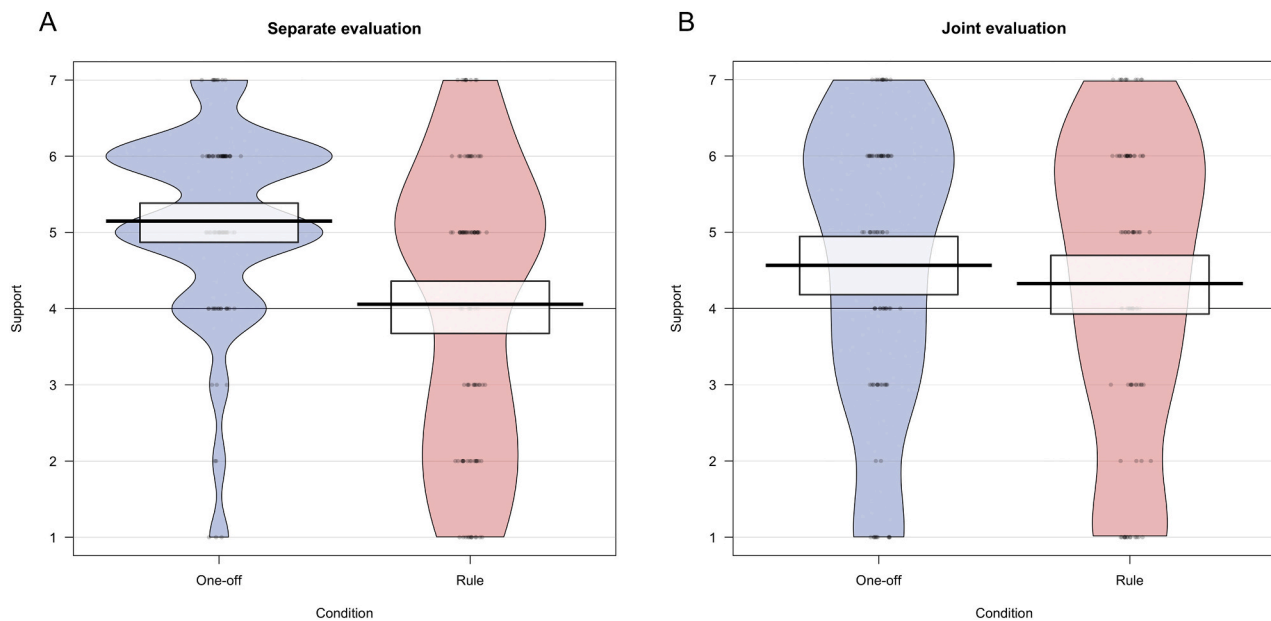 A
Separate evaluation
7
6
5
4
3
2
1
Support
One-off
Rule
Condition
B
Joint evaluation
7
6
5
4
3
2
1
Support
One-off
Rule
Condition